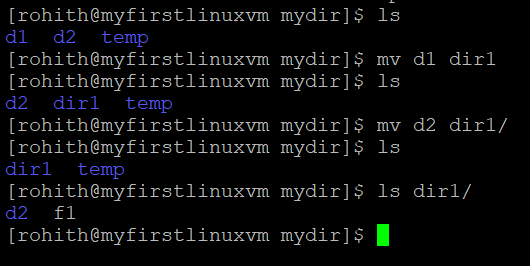 [rohith@myfirstlinuxvm mydir]$ ls
d1  d2  temp
[rohith@myfirstlinuxvm mydir]$ mv d1 dir1
[rohith@myfirstlinuxvm mydir]$ ls
d2  dir1  temp
[rohith@myfirstlinuxvm mydir]$ mv d2 dir1/
[rohith@myfirstlinuxvm mydir]$ ls
dir1  temp
[rohith@myfirstlinuxvm mydir]$ ls dir1/
d2  f1
[rohith@myfirstlinuxvm mydir]$